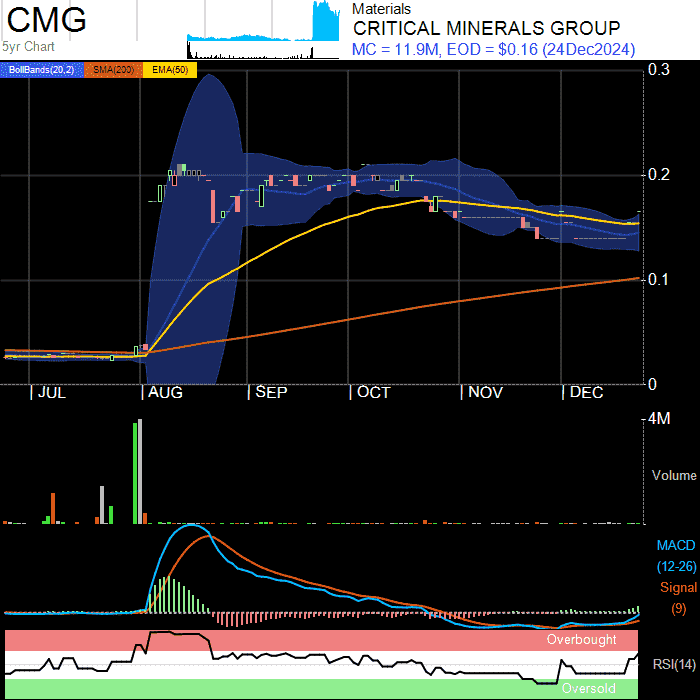 CMG
5yr Chart
Materials
CRITICAL MINERALS GROUP
MC = 11.9M, EOD = $0.16 (24Dec2024)
BollBands(20,2) SMA(200) EMA(50)
0.3
0.2
0.1
0
JUL AUG SEP OCT NOV DEC
4M
Volume
MACD
(12-26)
Signal
(9)
Overbought
RSI(14)
Oversold